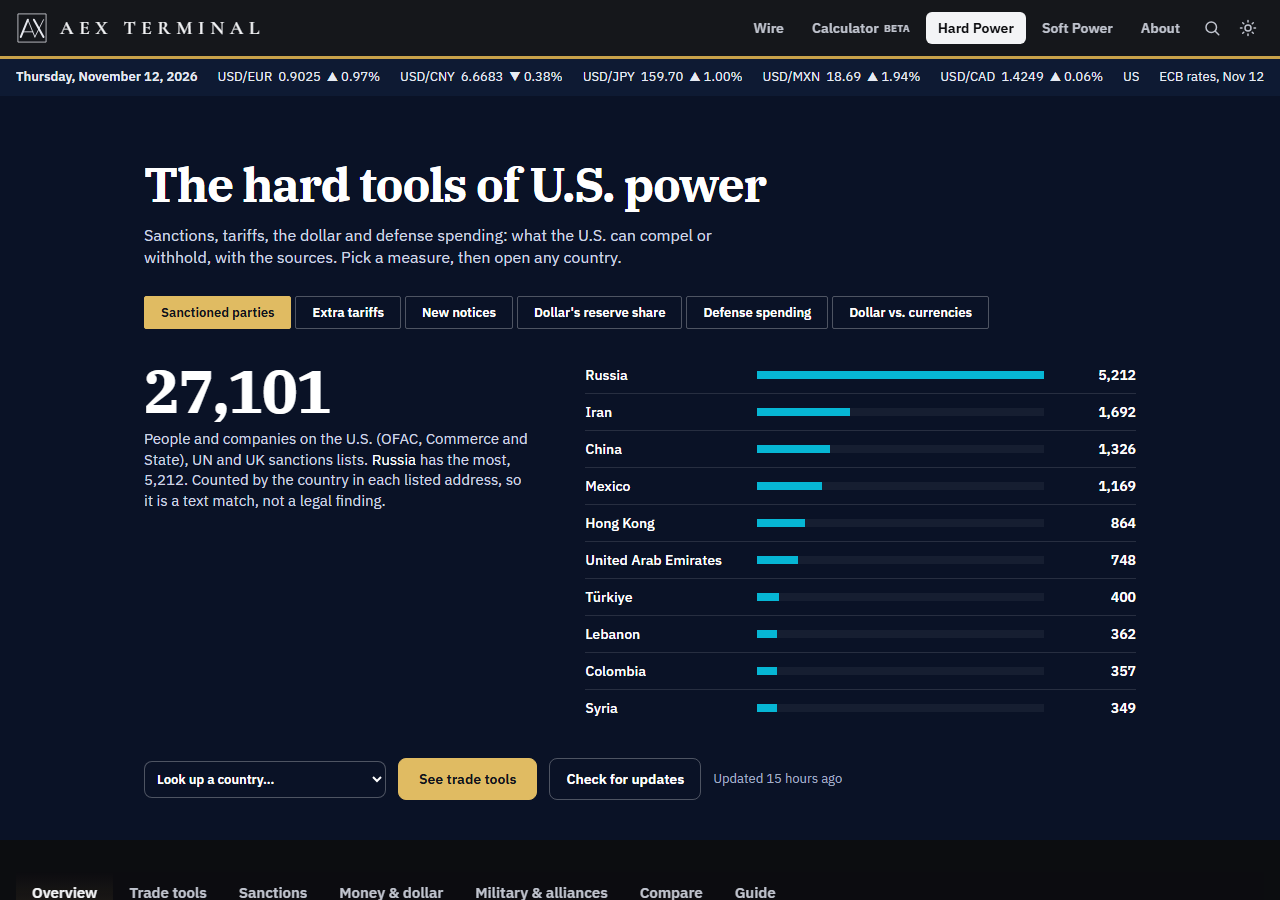 AX AEX TERMINAL
Wire Calculator BETA Hard Power Soft Power About
Thursday, November 12, 2026 USD/EUR 0.9025 ▲0.97% USD/CNY 6.6683 ▼0.38% USD/JPY 159.70 ▲1.00% USD/MXN 18.69 ▲1.94% USD/CAD 1.4249 ▲0.06% US ECB rates, Nov 12
The hard tools of U.S. power
Sanctions, tariffs, the dollar and defense spending: what the U.S. can compel or
withhold, with the sources. Pick a measure, then open any country.
Sanctioned parties Extra tariffs New notices Dollar's reserve share Defense spending Dollar vs. currencies
27,101
People and companies on the U.S. (OFAC, Commerce and
State), UN and UK sanctions lists. Russia has the most,
5,212. Counted by the country in each listed address, so
it is a text match, not a legal finding.
Russia 5,212
Iran 1,692
China 1,326
Mexico 1,169
Hong Kong 864
United Arab Emirates 748
Türkiye 400
Lebanon 362
Colombia 357
Syria 349
Look up a country... See trade tools Check for updates Updated 15 hours ago
Overview Trade tools Sanctions Money & dollar Military & alliances Compare Guide